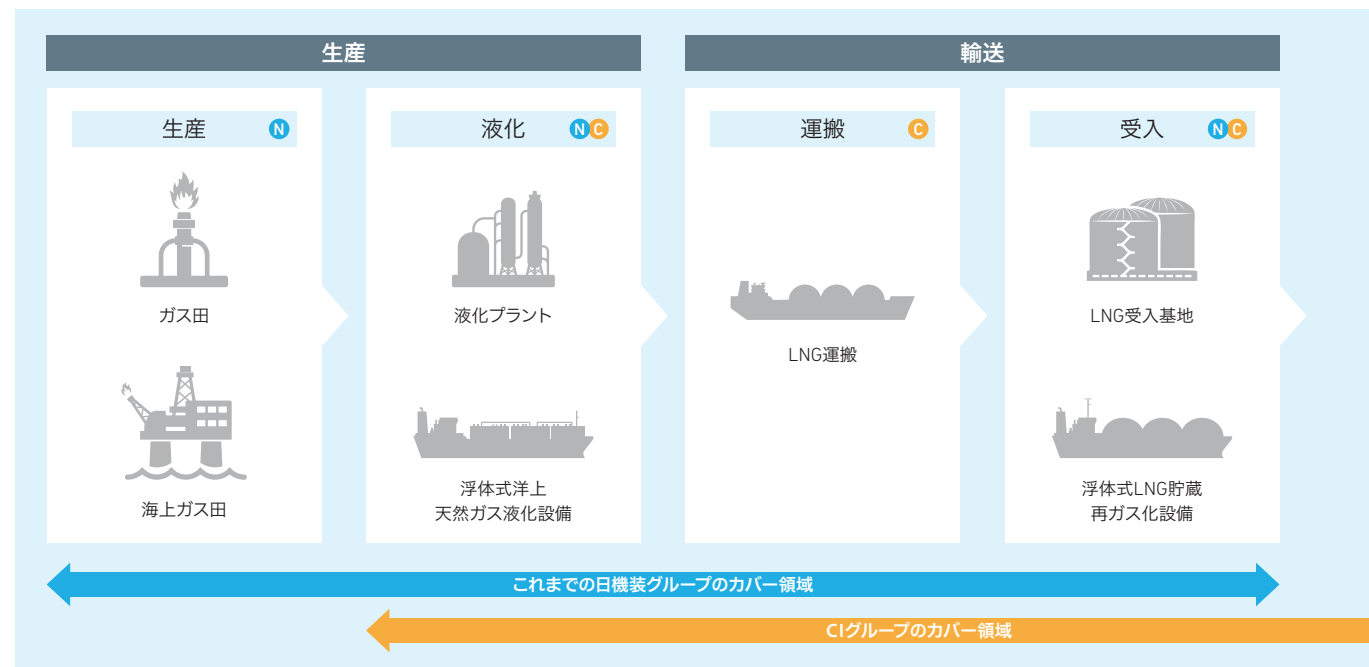 生産
輸送
生産 N
ガス田
海上ガス田
液化 N C
液化プラント
浮体式洋上
天然ガス液化設備
運搬 C
LNG運搬
受入 N C
LNG受入基地
浮体式LNG貯蔵
再ガス化設備
これまでの日機装グループのカバー領域
CIグループのカバー領域